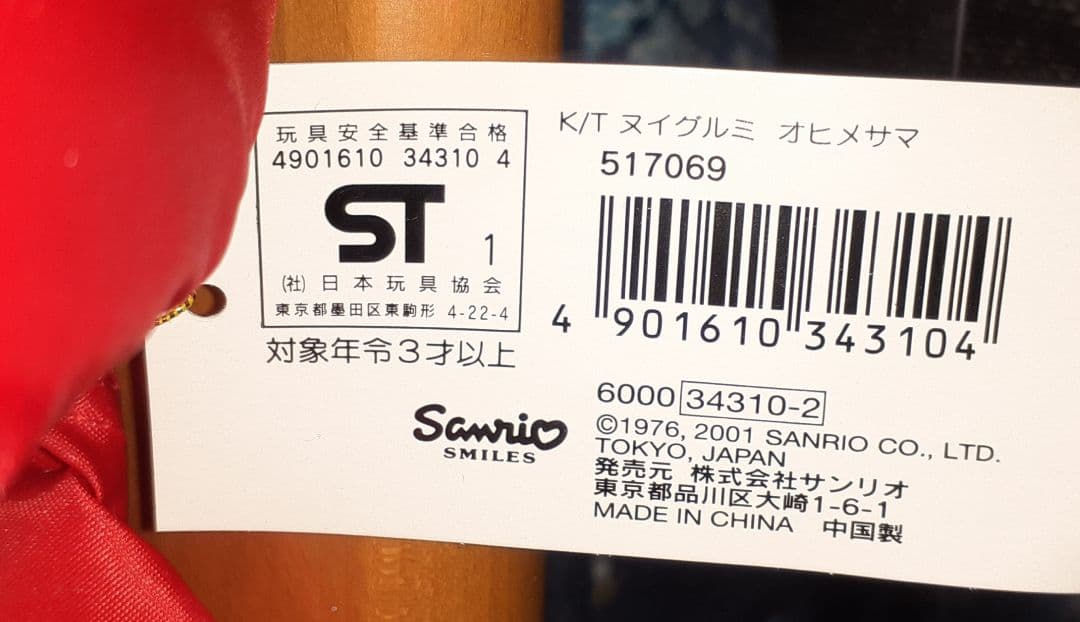 玩具安全基準合格
4901610 34310 4
ST 1
(社)日本玩具協会
東京都墨田区東駒形 4-22-4
対象年令3才以上
Sanrio
SMILES
K/T ヌイグルミ オヒメサマ
517069
4 901610 343104
6000 34310-2
©1976, 2001 SANRIO CO., LTD.
TOKYO, JAPAN
発売元 株式会社サンリオ
東京都品川区大崎1-6-1
MADE IN CHINA 中国製